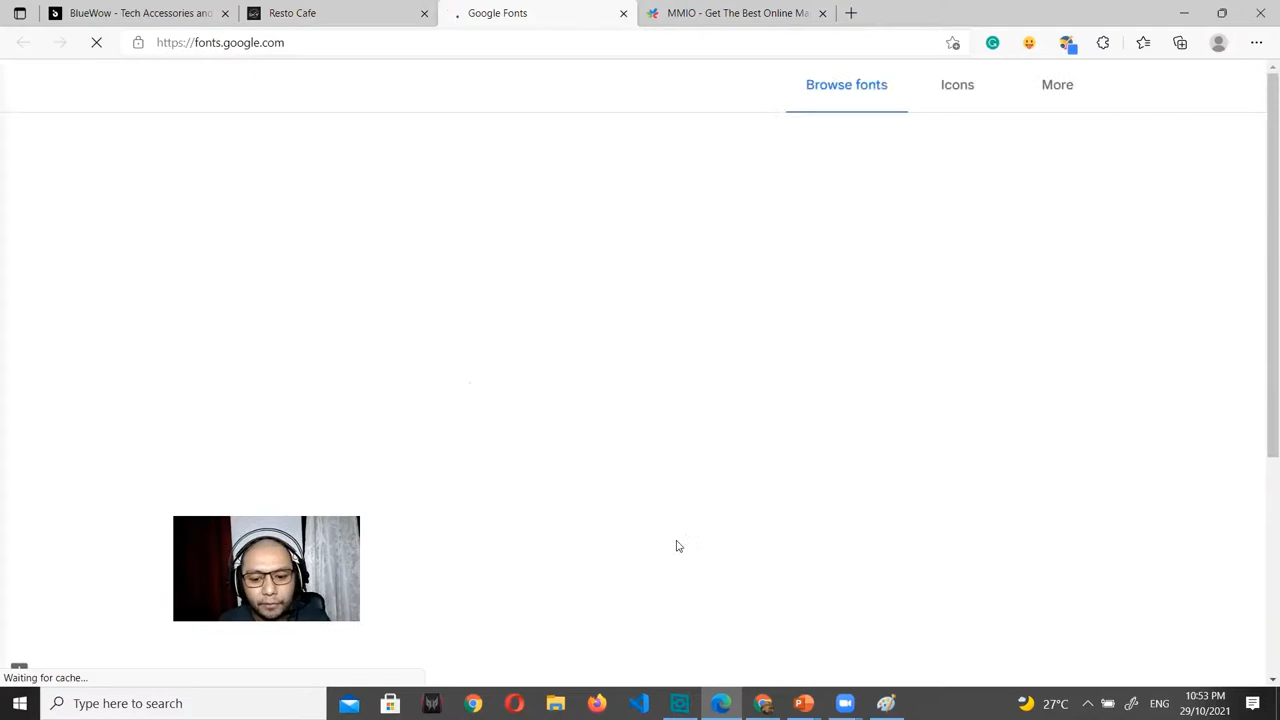 BlueWow - Tech Accessories and
Resto Cafe
Google Fonts
MMIO - Get The Best Online Ma
https://fonts.google.com
Browse fonts
Icons
More
Waiting for cache...
Type here to search
27°C
ENG
10:53 PM
29/10/2021